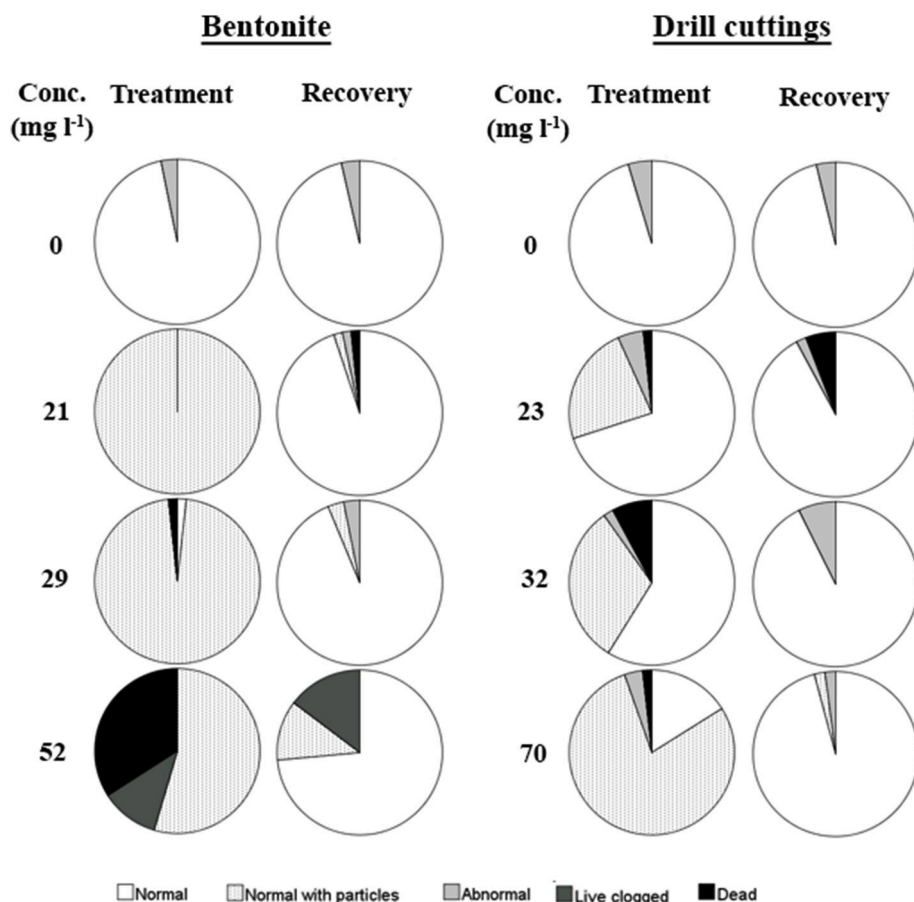 Bentonite Drill cuttings
Conc. Treatment Recovery Conc. Treatment Recovery
(mg l⁻¹) (mg l⁻¹)
0 0
21 23
29 32
52 70
Normal Normal with particles Abnormal Live clogged Dead